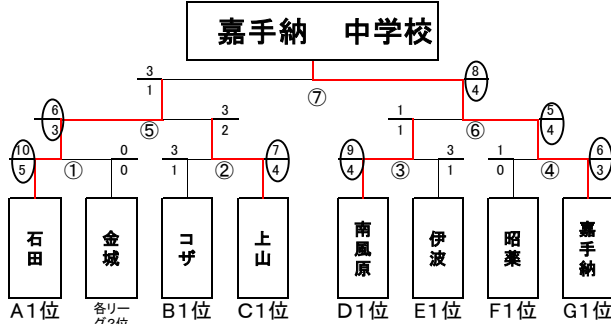 嘉手納 中学校
3 8
1 ⑦ 4
6 3 1 5
3 ⑤ 2 1 ⑥ 4
10 0 3 7 9 3 1 6
5 ① 0 1 ② 4 4 ③ 1 0 ④ 3
石田 金城 コザ 上山 南風原 伊波 昭薬 嘉手納
A1位 各リー B1位 C1位 D1位 E1位 F1位 G1位
グ2位